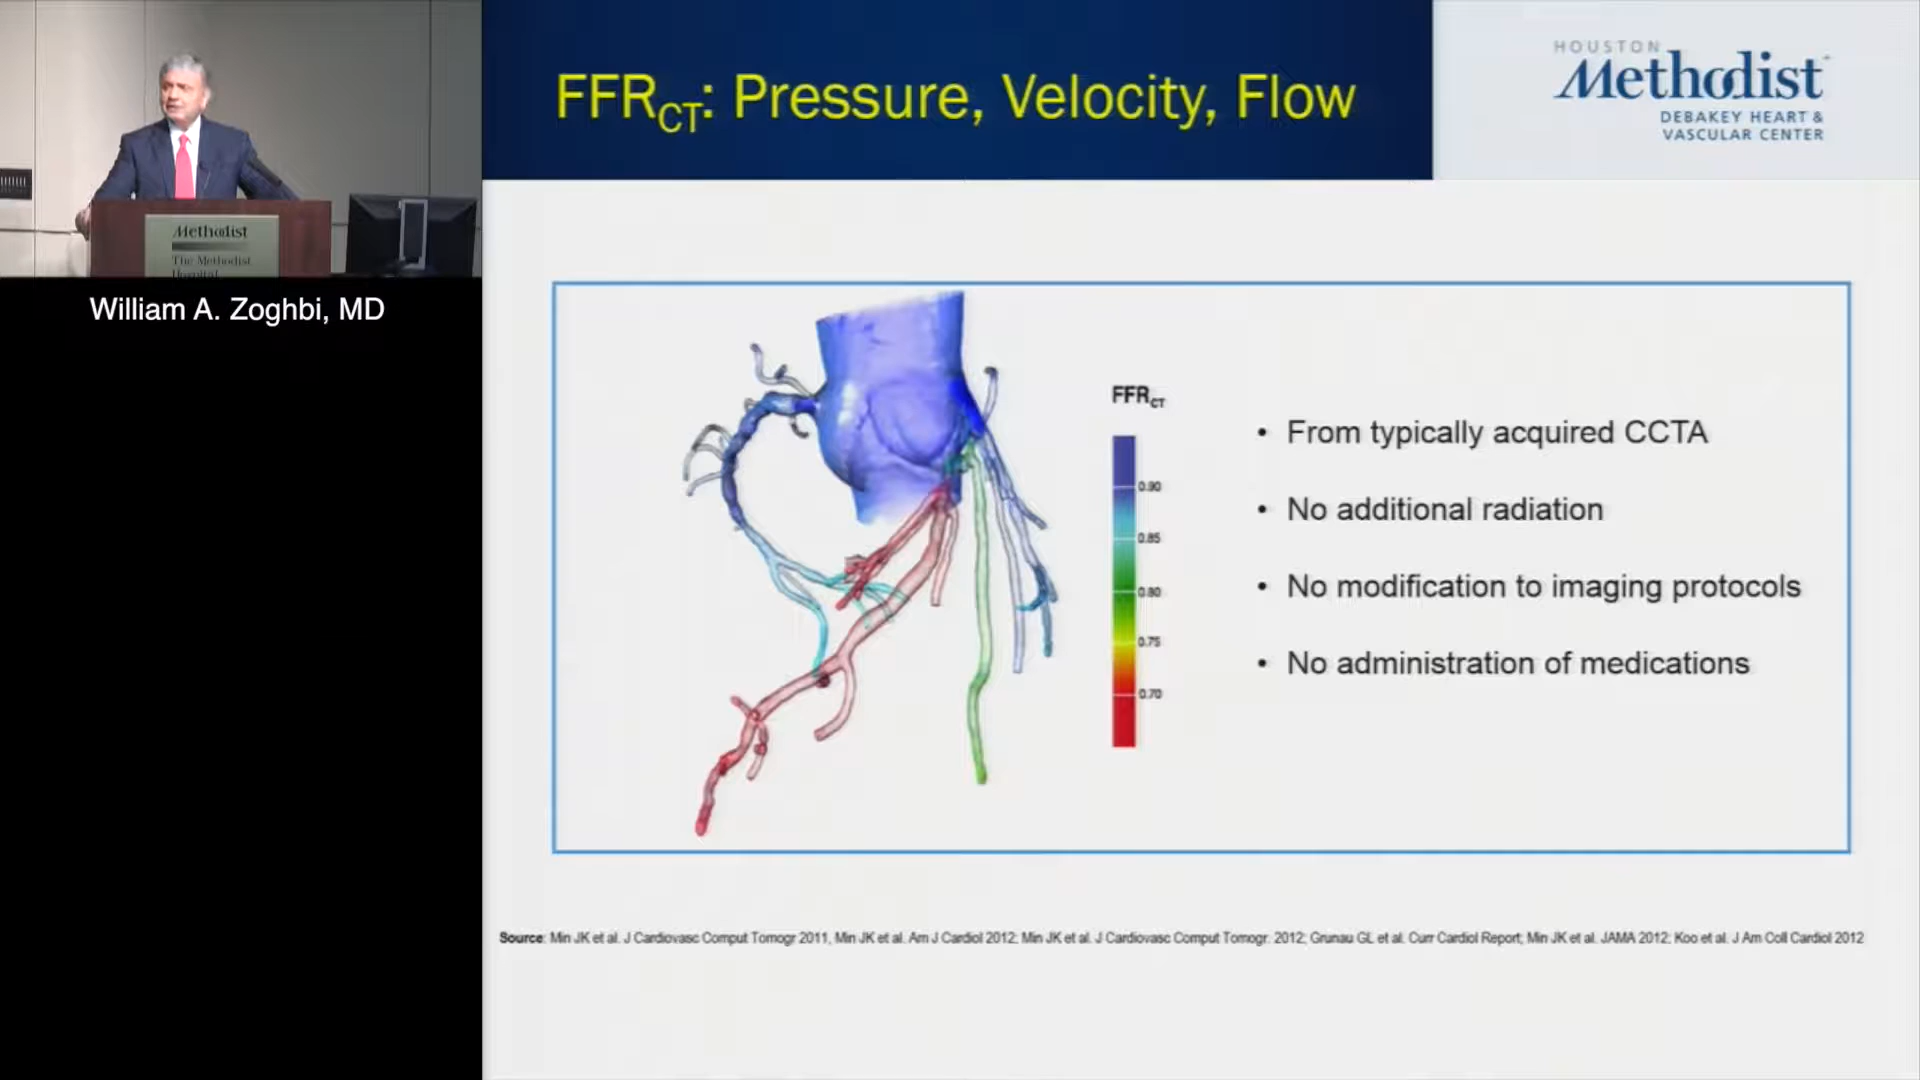 FFRCT: Pressure, Velocity, Flow
HOUSTON
Methodist
DEBAKEY HEART &
VASCULAR CENTER
Methodist
The Methodist
Hospital
William A. Zoghbi, MD
FFRCT
0.90
0.85
0.80
0.75
0.70
• From typically acquired CCTA
• No additional radiation
• No modification to imaging protocols
• No administration of medications
Source: Min JK et al. J Cardiovasc Comput Tomogr 2011, Min JK et al. Am J Cardiol 2012; Min JK et al. J Cardiovasc Comput Tomogr. 2012; Grunau GL et al. Curr Cardiol Report; Min JK et al. JAMA 2012; Koo et al. J Am Coll Cardiol 2012